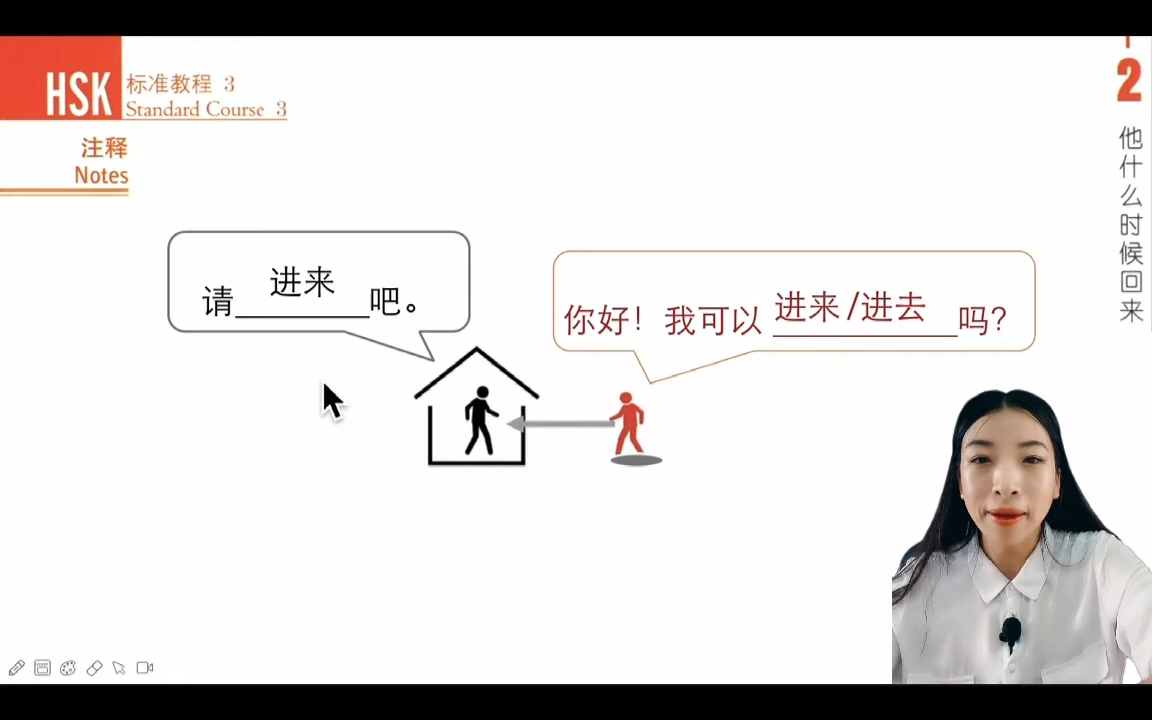 HSK 标准教程 3
Standard Course 3
注释
Notes
2
他什么时候回来
请 进来 吧。
你好！我可以 进来/进去 吗？